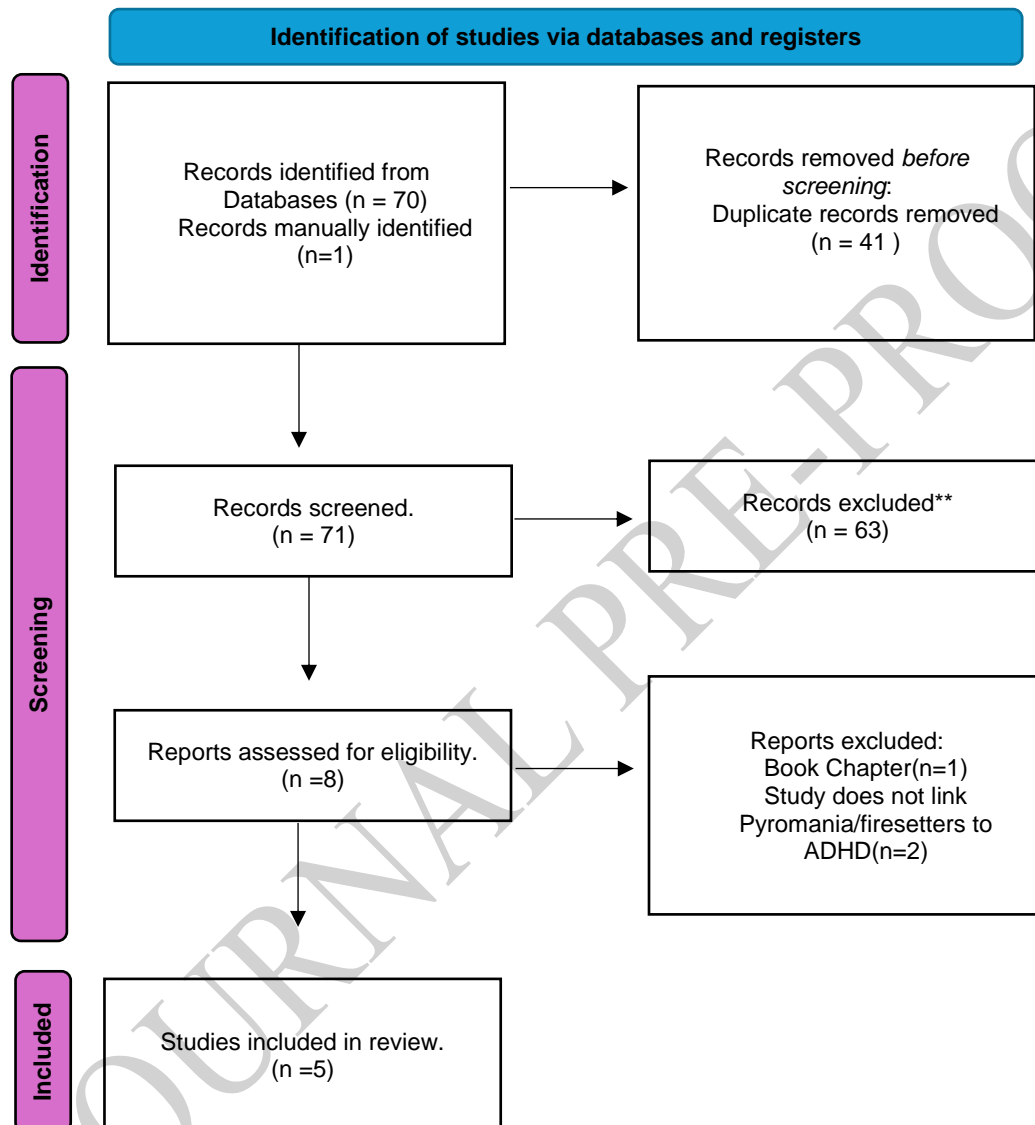 Identification of studies via databases and registers
Identification
Records identified from
Databases (n = 70)
Records manually identified
(n=1)
Records removed before
screening:
Duplicate records removed
(n = 41 )
Screening
Records screened.
(n = 71)
Records excluded**
(n = 63)
Reports assessed for eligibility.
(n =8)
Reports excluded:
Book Chapter(n=1)
Study does not link
Pyromania/firesetters to
ADHD(n=2)
Included
Studies included in review.
(n =5)
OURNAL PRE-PROO